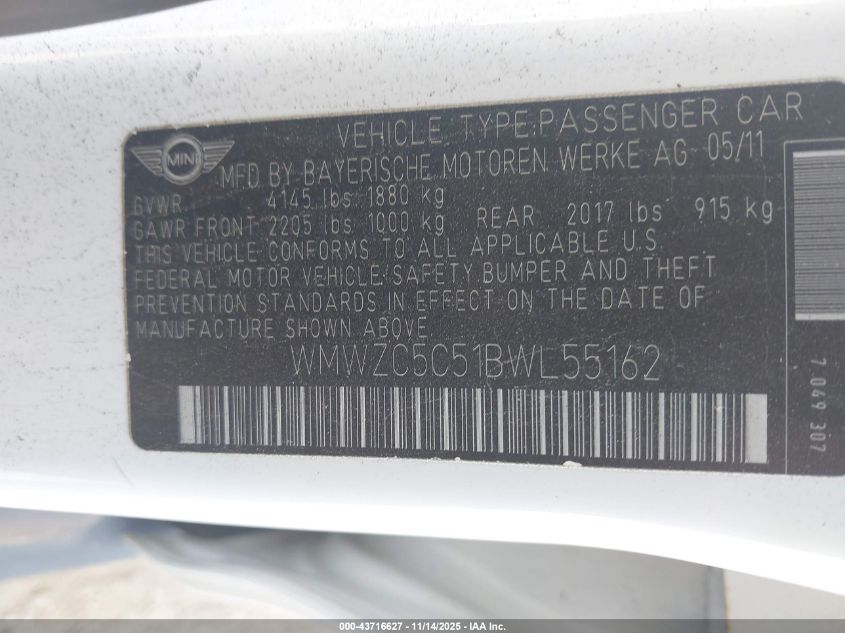 MINI
VEHICLE TYPE:PASSENGER CAR
MFD BY BAYERISCHE MOTOREN WERKE AG 05/11
GVWR 4145 lbs 1880 kg
GAWR FRONT 2205 lbs 1000 kg REAR 2017 lbs 915 kg
THIS VEHICLE CONFORMS TO ALL APPLICABLE U.S.
FEDERAL MOTOR VEHICLE SAFETY BUMPER AND THEFT
PREVENTION STANDARDS IN EFFECT ON THE DATE OF
MANUFACTURE SHOWN ABOVE
WMWZC5C51BWL55162
7 049 307
000-43716627 - 11/14/2025 - IAA Inc.